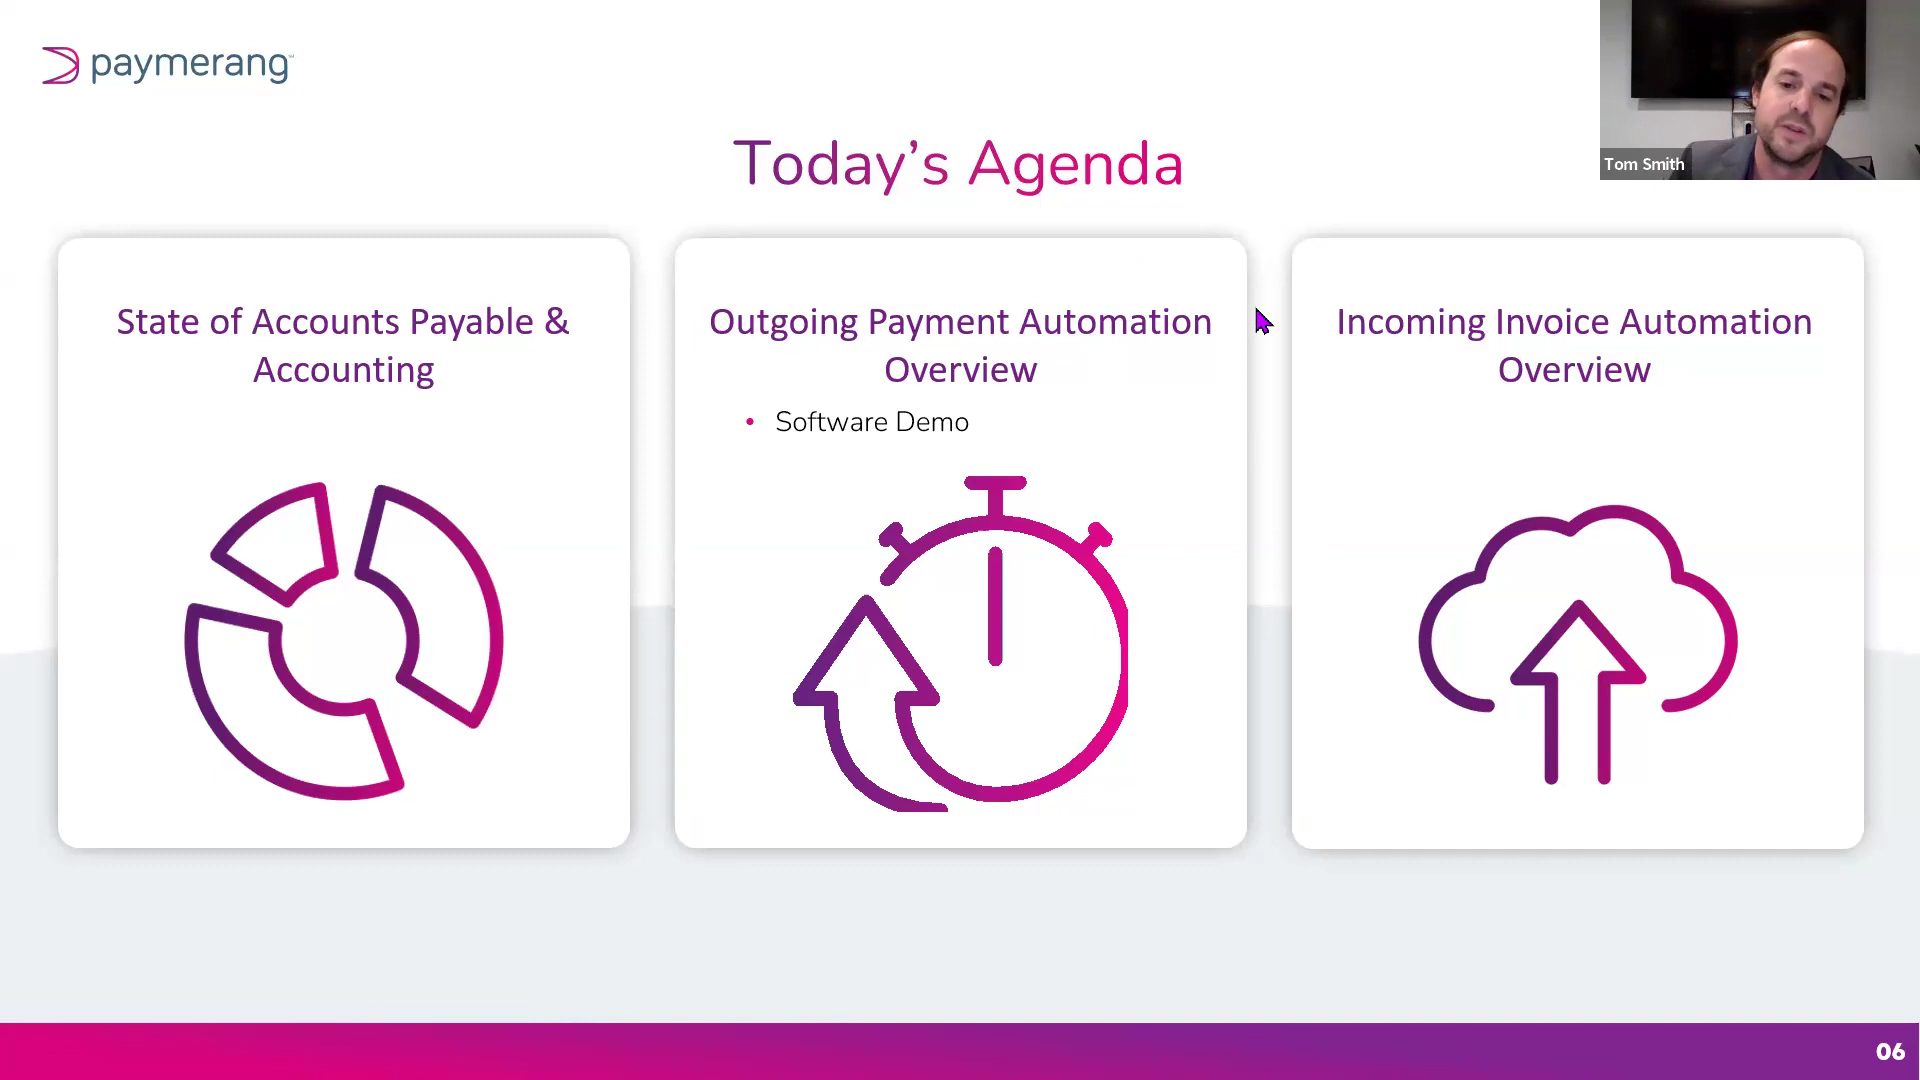 paymerang™
Tom Smith
Today’s Agenda
State of Accounts Payable &
Accounting
Outgoing Payment Automation
Overview
• Software Demo
Incoming Invoice Automation
Overview
06